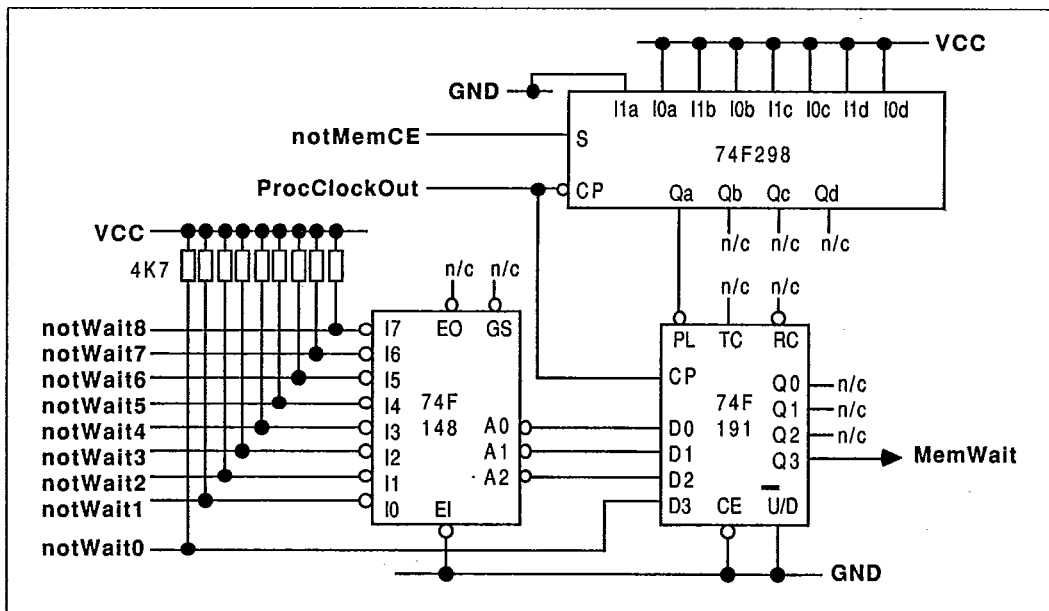 VCC
GND
I1a I0a I1b I0b I1c I0c I1d I0d
notMemCE
S
74F298
ProcClockOut
CP
Qa Qb Qc Qd
n/c n/c n/c
VCC
4K7
n/c n/c
n/c n/c
notWait8
I7 EO GS
PL TC RC
notWait7
I6
notWait6
I5
CP
Q0 n/c
notWait5
I4 74F
74F
Q1 n/c
notWait4
I3 148 A0
D0 191
Q2 n/c
notWait3
I2 A1
D1
Q3 MemWait
notWait2
I1 A2
D2
notWait1
I0 EI
D3 CE U/D
notWait0
GND